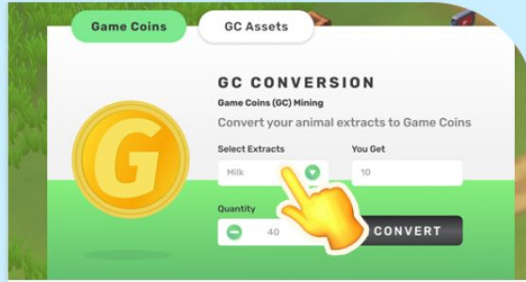 Game Coins
GC Assets
GC CONVERSION
Game Coins (GC) Mining
Convert your animal extracts to Game Coins
Select Extracts
You Get
Milk
10
G
Quantity
40
CONVERT